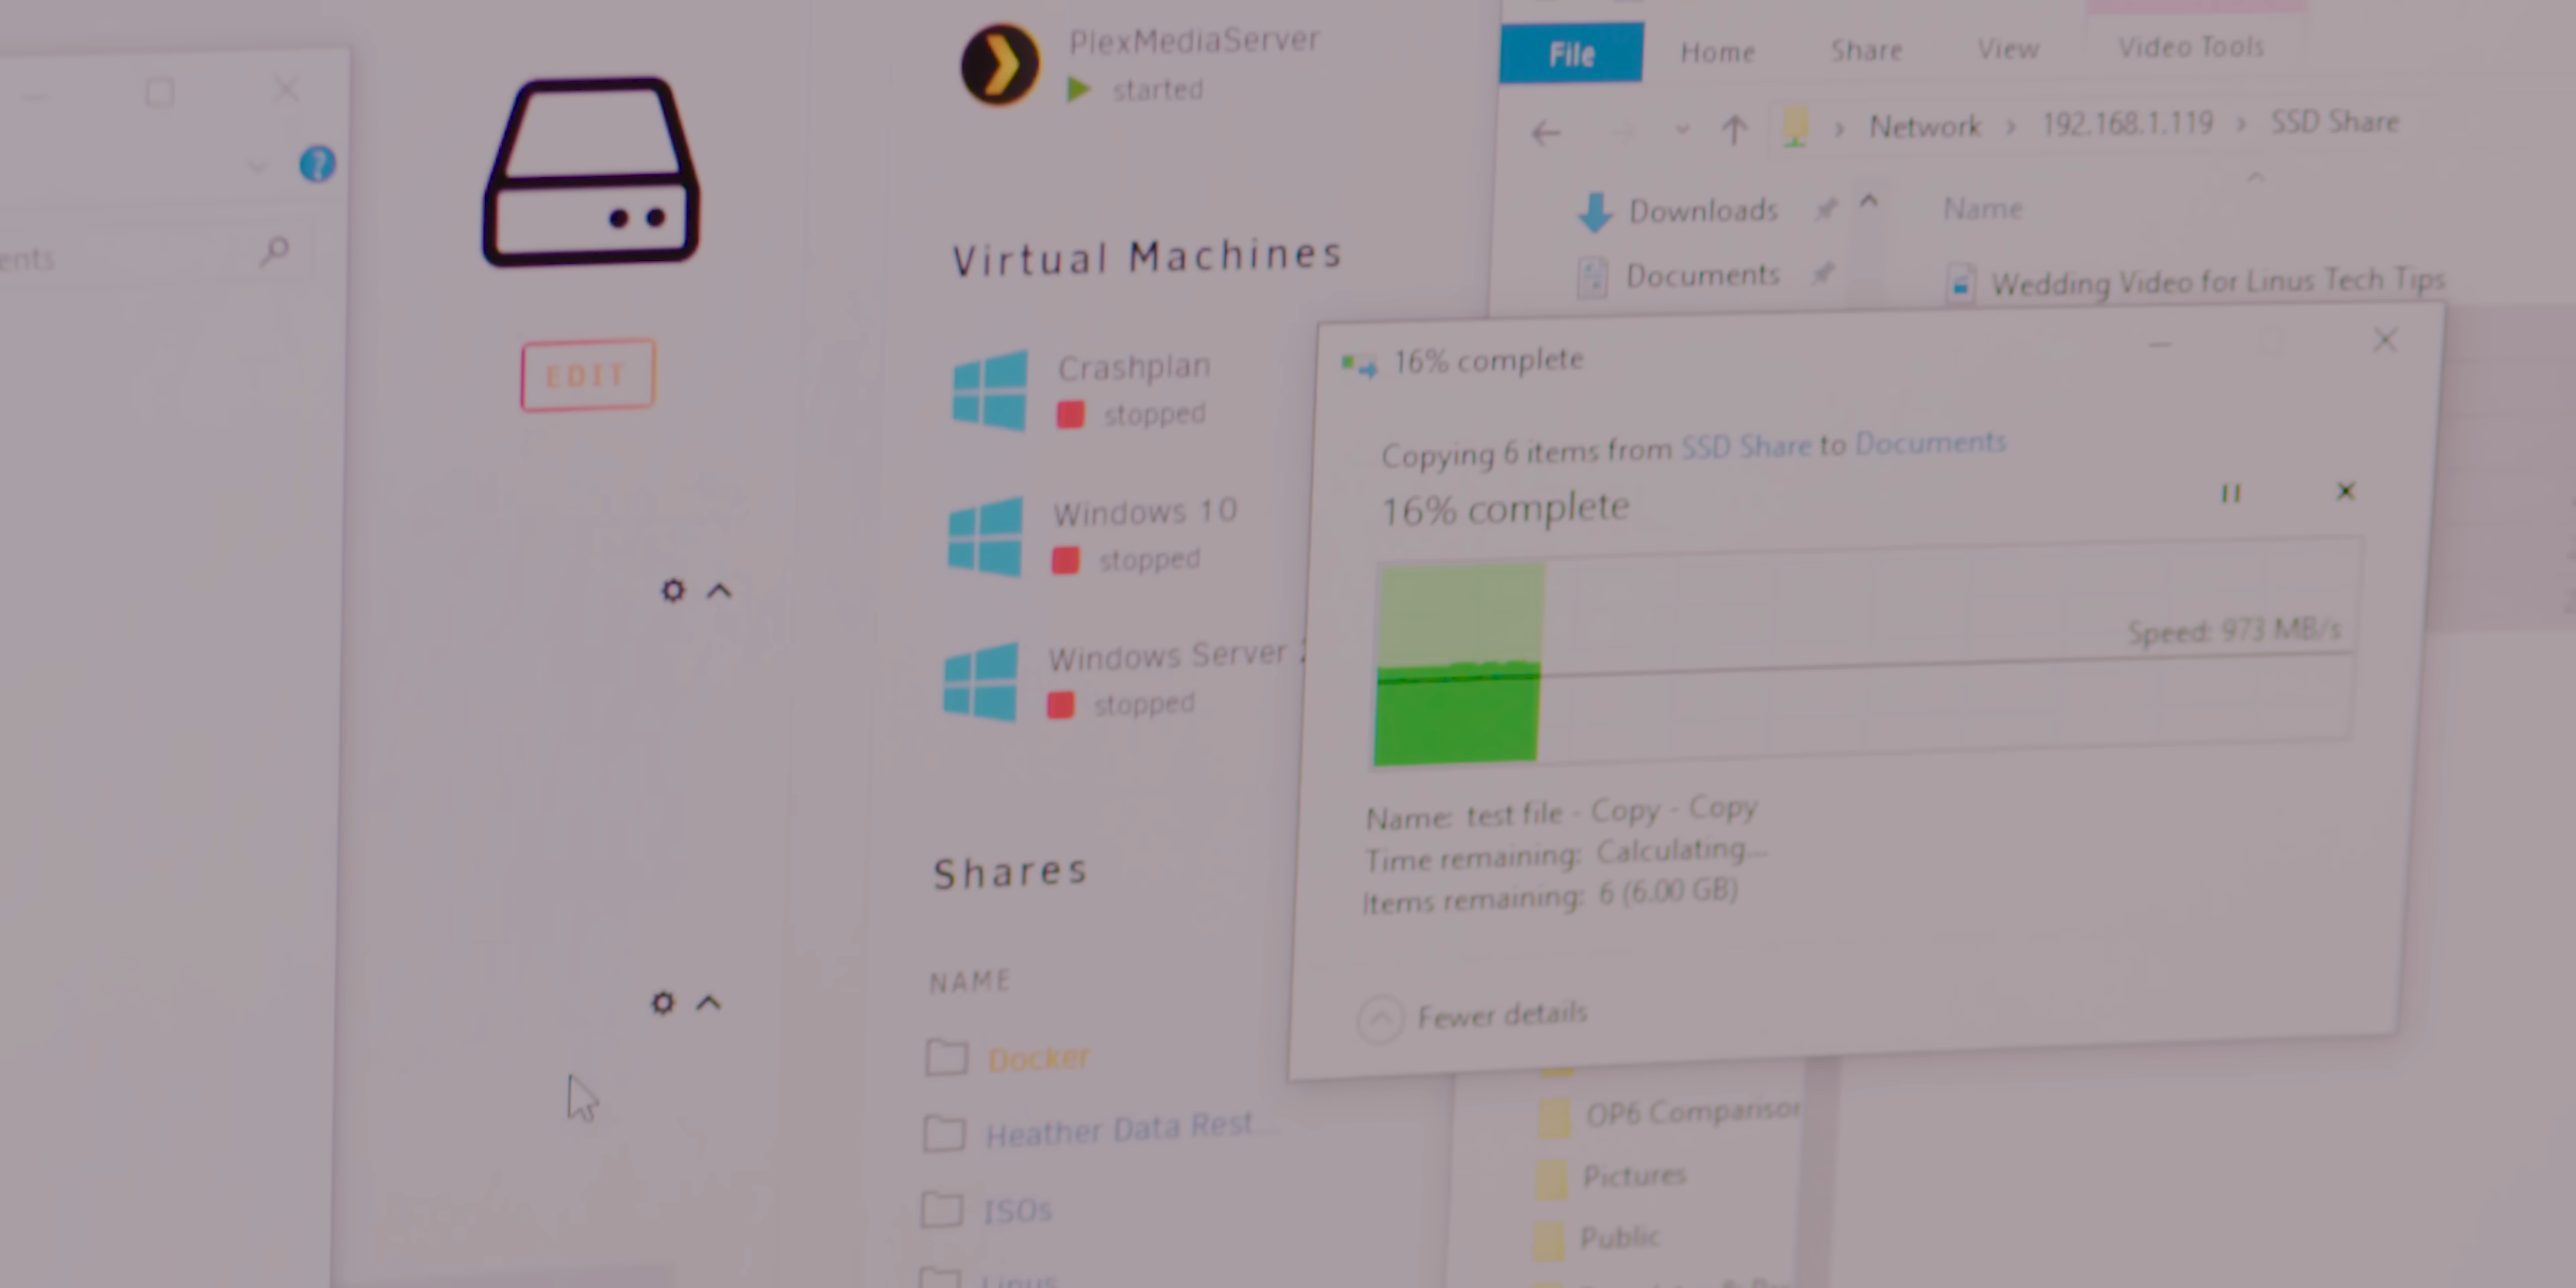 ents
EDIT
PlexMediaServer
started
Virtual Machines
Crashplan
stopped
Windows 10
stopped
Windows Server
stopped
Shares
NAME
Docker
Heather Data Rest...
ISOs
Linus
File Home Share View Video Tools
Network › 192.168.1.119 › SSD Share
Downloads
Documents
Name
Wedding Video for Linus Tech Tips
16% complete
Copying 6 items from SSD Share to Documents
16% complete
Speed: 973 MB/s
Name: test file - Copy - Copy
Time remaining: Calculating...
Items remaining: 6 (6.00 GB)
Fewer details
OP6 Comparison
Pictures
Public